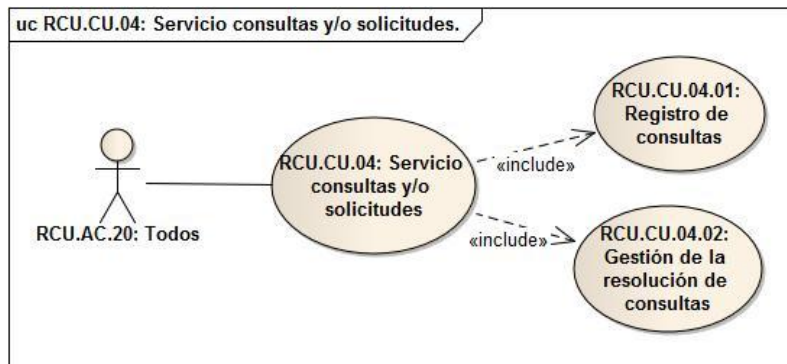 uc RCU.CU.04: Servicio consultas y/o solicitudes.
RCU.AC.20: Todos
RCU.CU.04: Servicio
consultas y/o
solicitudes
«include»
«include»
RCU.CU.04.01:
Registro de
consultas
RCU.CU.04.02:
Gestión de la
resolución de
consultas